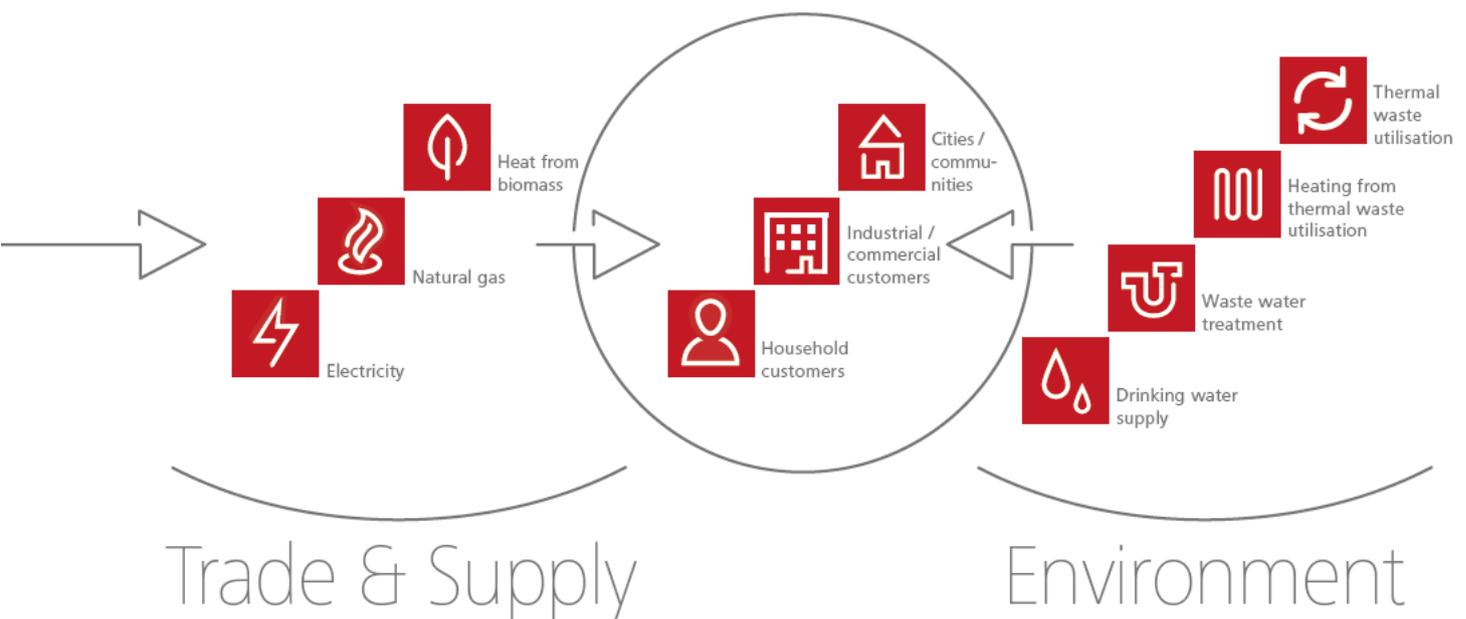 Heat from
biomass
Natural gas
Electricity
Cities /
commu-
nities
Industrial /
commercial
customers
Household
customers
Thermal
waste
utilisation
Heating from
thermal waste
utilisation
Waste water
treatment
Drinking water
supply
Trade & Supply
Environment